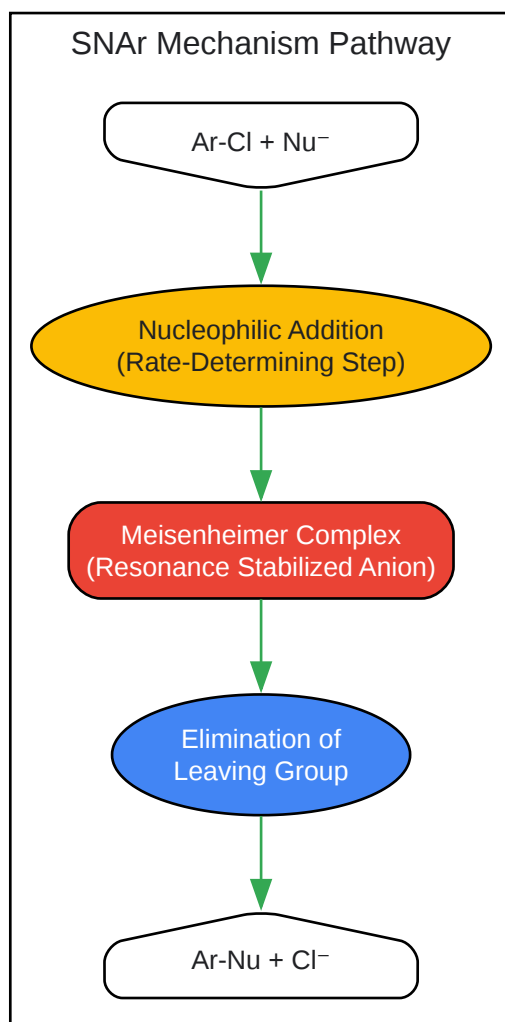 SNAr Mechanism Pathway
Ar-Cl + Nu⁻
Nucleophilic Addition
(Rate-Determining Step)
Meisenheimer Complex
(Resonance Stabilized Anion)
Elimination of
Leaving Group
Ar-Nu + Cl⁻